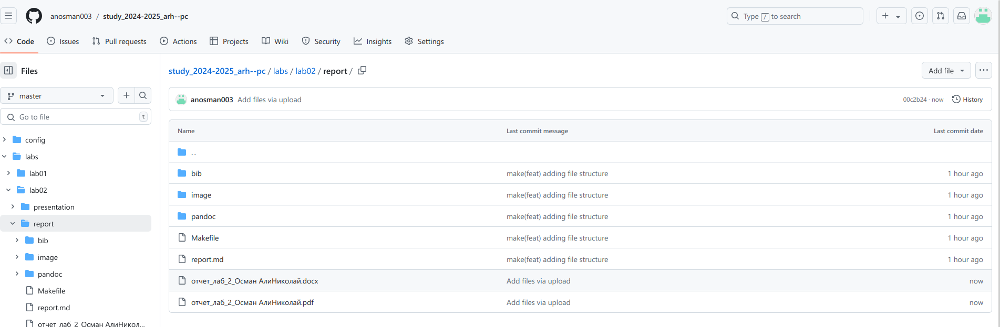 anosman003 / study_2024-2025_arh--pc
Type / to search
Code Issues Pull requests Actions Projects Wiki Security Insights Settings
Files
master
Go to file t
config
labs
lab01
lab02
presentation
report
bib
image
pandoc
Makefile
report.md
отчет_лаб_2_Осман АлиНикол...
study_2024-2025_arh--pc / labs / lab02 / report /
Add file
anosman003 Add files via upload 00c2b24 · now History
Name Last commit message Last commit date
..
bib make(feat) adding file structure 1 hour ago
image make(feat) adding file structure 1 hour ago
pandoc make(feat) adding file structure 1 hour ago
Makefile make(feat) adding file structure 1 hour ago
report.md make(feat) adding file structure 1 hour ago
отчет_лаб_2_Осман АлиНиколай.docx Add files via upload now
отчет_лаб_2_Осман АлиНиколай.pdf Add files via upload now